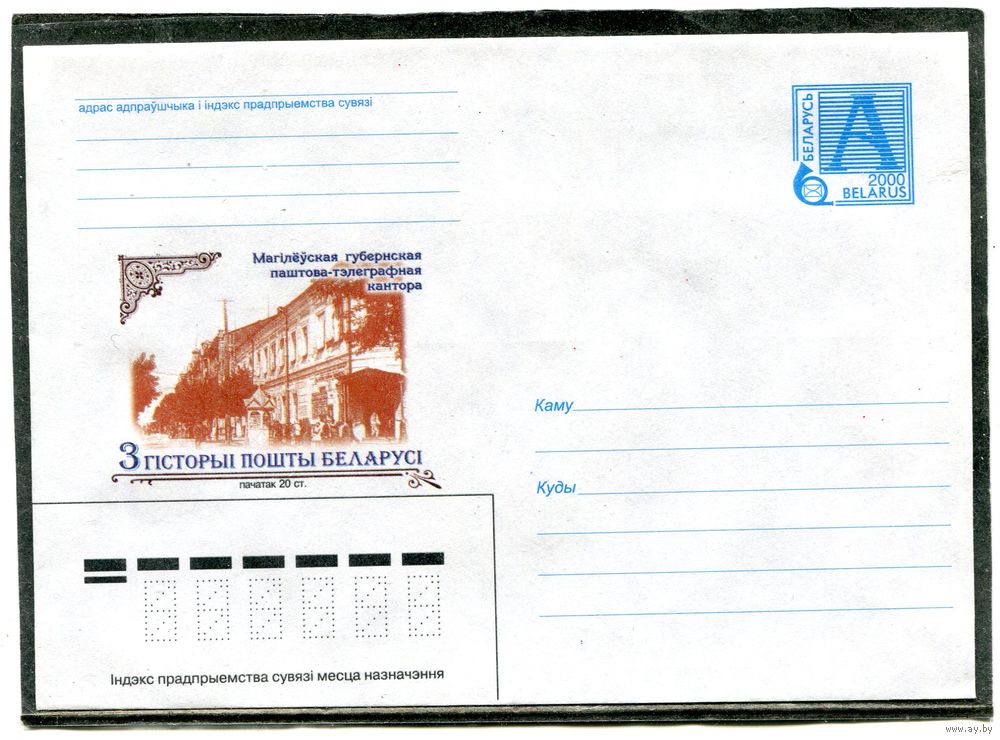 адрас адпраўшчыка і індэкс прадпрыемства сувязі
БЕЛАРУСЬ
А
2000
BELARUS
Магілёўская губернская
паштова-тэлеграфная
кантора
З ГІСТОРЫІ ПОШТЫ БЕЛАРУСІ
пачатак 20 ст.
Каму
Куды
Індэкс прадпрыемства сувязі месца назначэння
www.ay.by